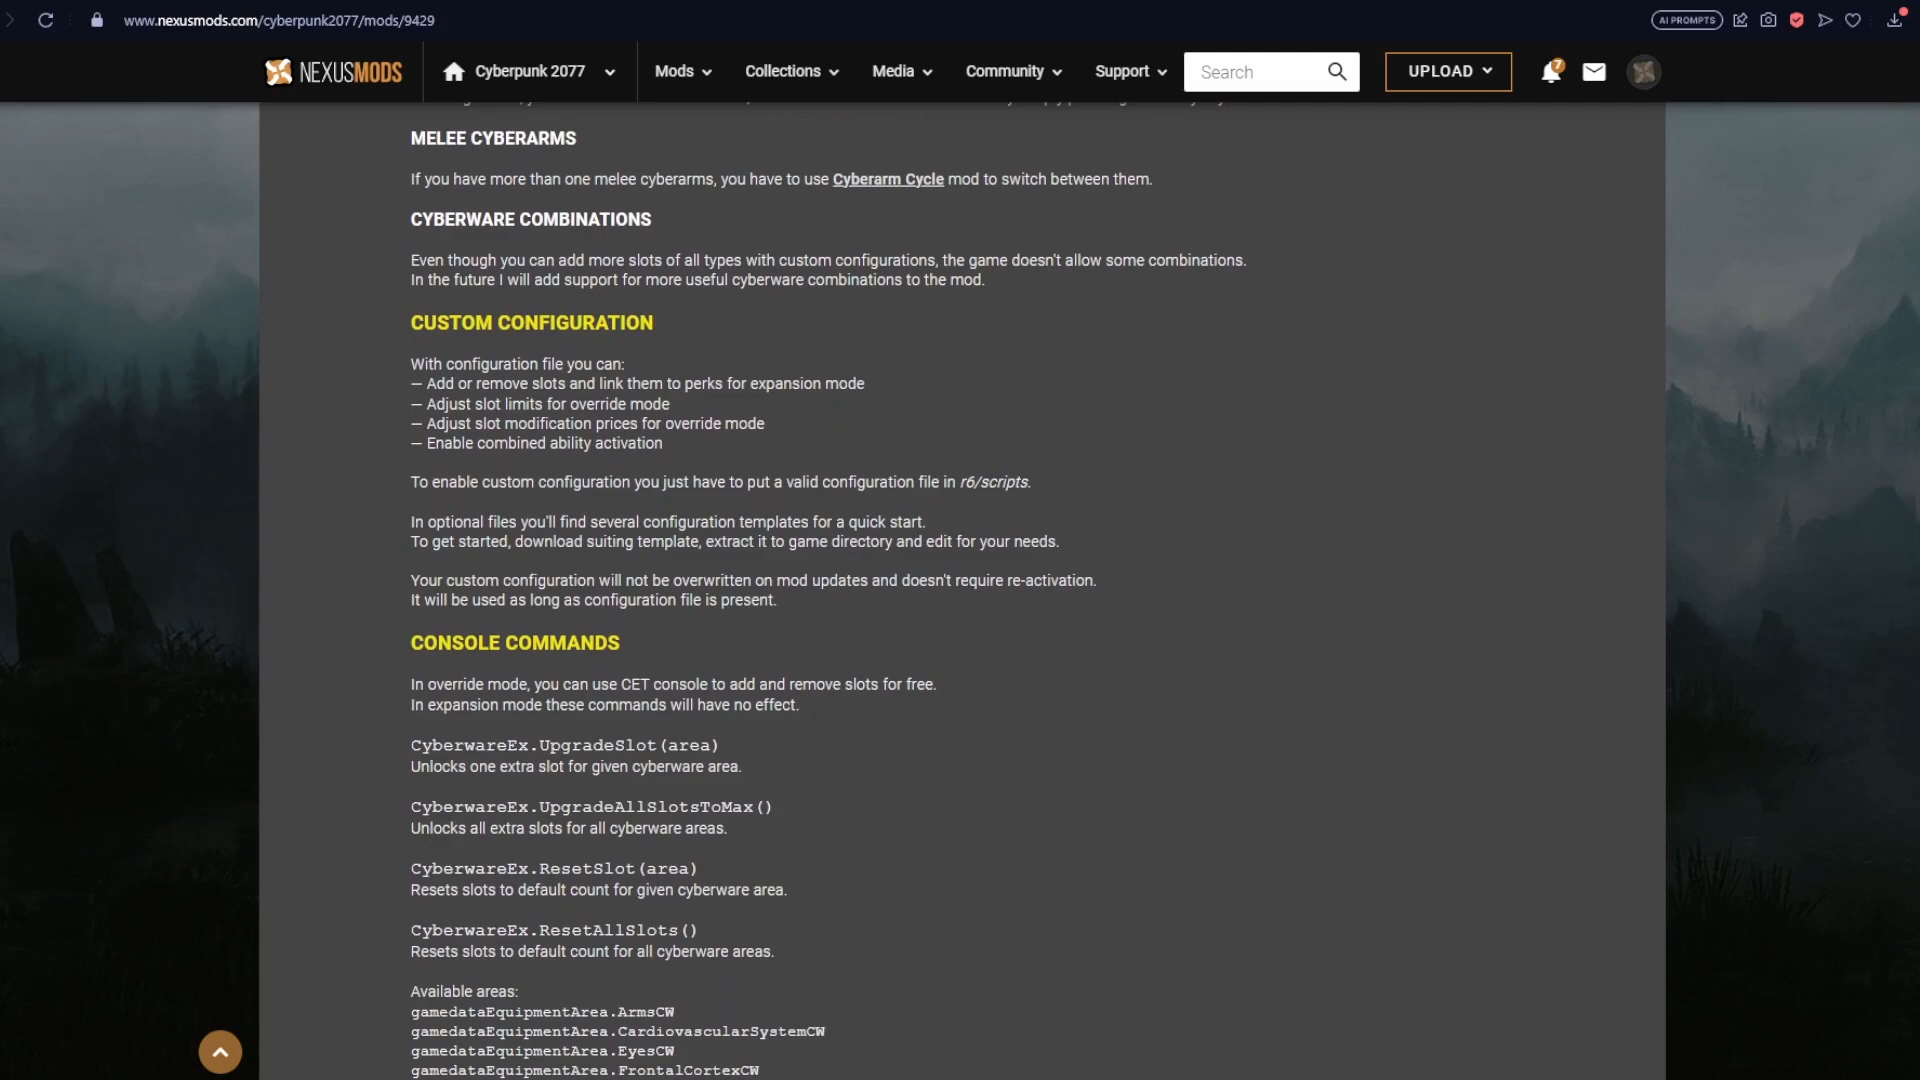 www.nexusmods.com/cyberpunk2077/mods/9429
AI PROMPTS
NEXUSMODS
Cyberpunk 2077
Mods
Collections
Media
Community
Support
Search
UPLOAD
7
MELEE CYBERARMS
If you have more than one melee cyberarms, you have to use Cyberarm Cycle mod to switch between them.
CYBERWARE COMBINATIONS
Even though you can add more slots of all types with custom configurations, the game doesn't allow some combinations.
In the future I will add support for more useful cyberware combinations to the mod.
CUSTOM CONFIGURATION
With configuration file you can:
— Add or remove slots and link them to perks for expansion mode
— Adjust slot limits for override mode
— Adjust slot modification prices for override mode
— Enable combined ability activation
To enable custom configuration you just have to put a valid configuration file in r6/scripts.
In optional files you'll find several configuration templates for a quick start.
To get started, download suiting template, extract it to game directory and edit for your needs.
Your custom configuration will not be overwritten on mod updates and doesn't require re-activation.
It will be used as long as configuration file is present.
CONSOLE COMMANDS
In override mode, you can use CET console to add and remove slots for free.
In expansion mode these commands will have no effect.
CyberwareEx.UpgradeSlot(area)
Unlocks one extra slot for given cyberware area.
CyberwareEx.UpgradeAllSlotsToMax()
Unlocks all extra slots for all cyberware areas.
CyberwareEx.ResetSlot(area)
Resets slots to default count for given cyberware area.
CyberwareEx.ResetAllSlots()
Resets slots to default count for all cyberware areas.
Available areas:
gamedataEquipmentArea.ArmsCW
gamedataEquipmentArea.CardiovascularSystemCW
gamedataEquipmentArea.EyesCW
gamedataEquipmentArea.FrontalCortexCW